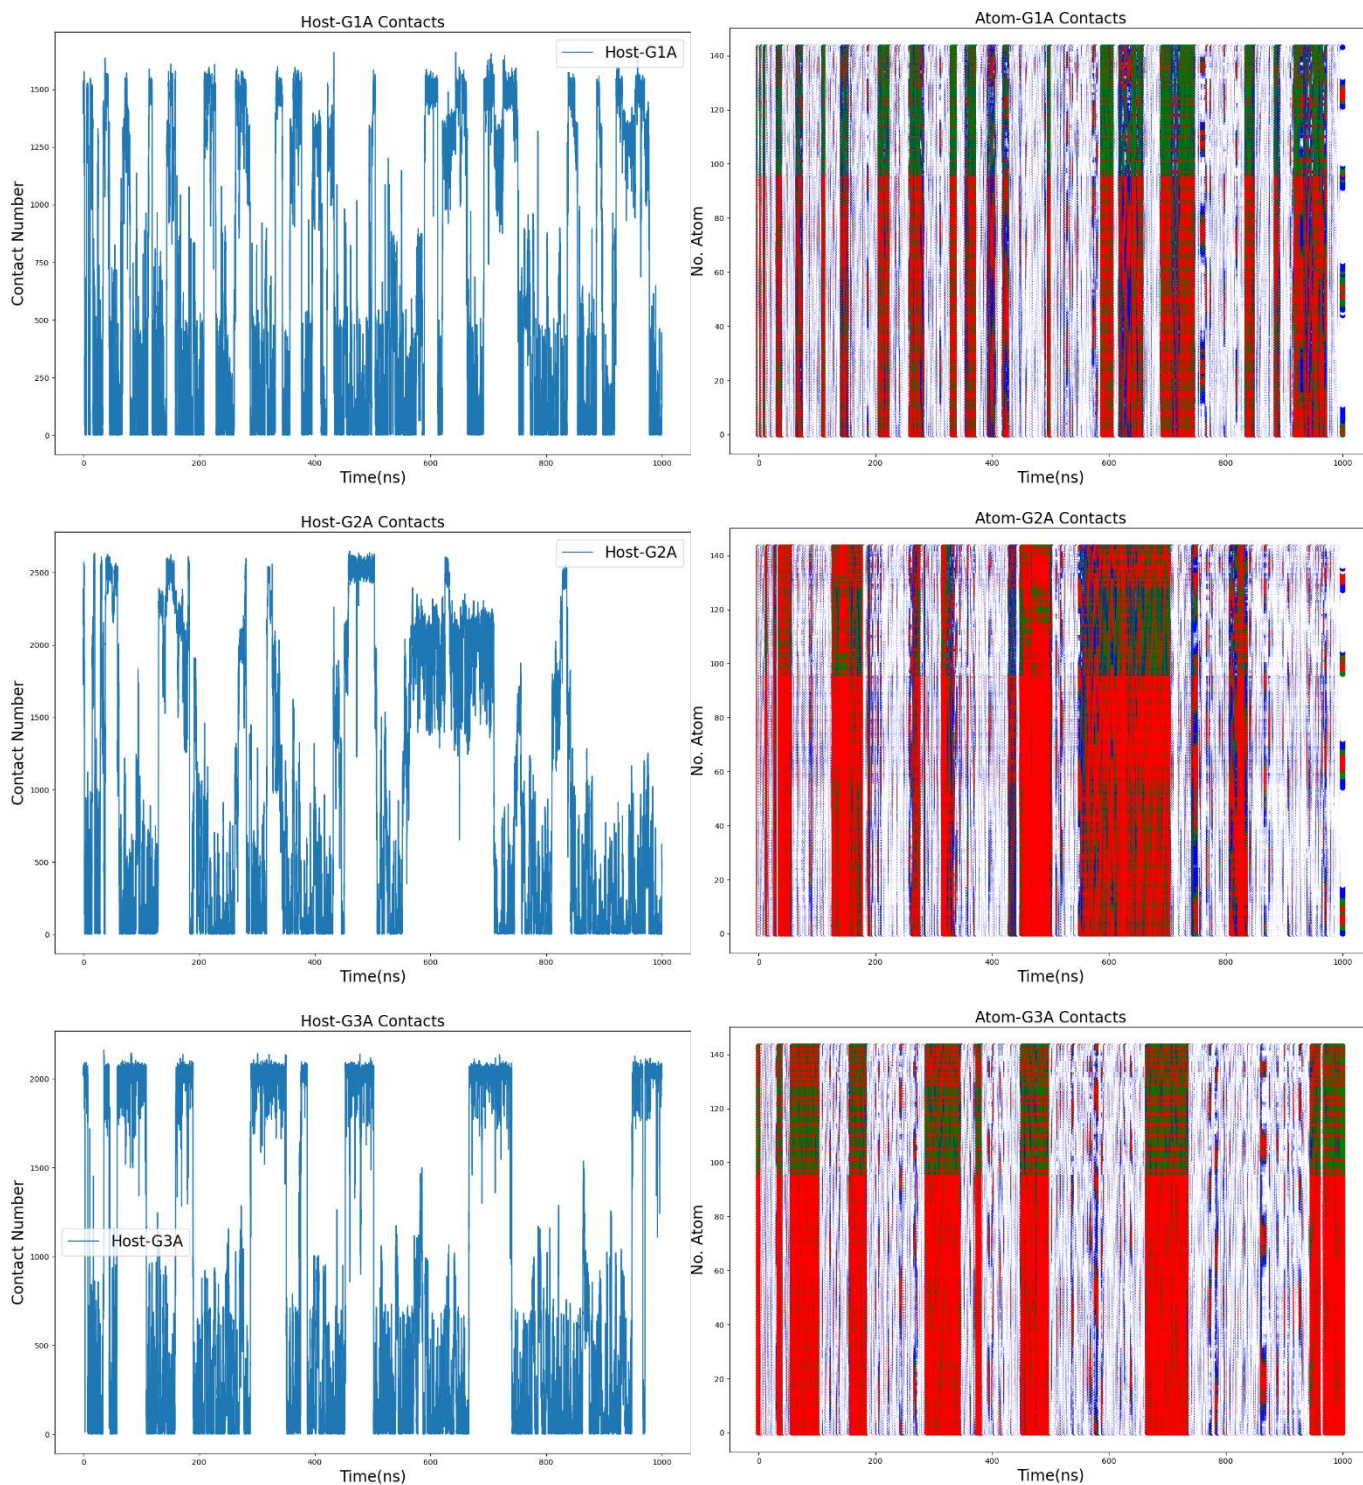 Host-G1A Contacts
Host-G1A
Contact Number
1500
1250
1000
750
500
250
0
0 200 400 600 800 1000
Time(ns)
Atom-G1A Contacts
No. Atom
140
120
100
80
60
40
20
0
0 200 400 600 800 1000
Time(ns)
Host-G2A Contacts
Host-G2A
Contact Number
2500
2000
1500
1000
500
0
0 200 400 600 800 1000
Time(ns)
Atom-G2A Contacts
No. Atom
140
120
100
80
60
40
20
0
0 200 400 600 800 1000
Time(ns)
Host-G3A Contacts
Host-G3A
Contact Number
2000
1500
1000
500
0
0 200 400 600 800 1000
Time(ns)
Atom-G3A Contacts
No. Atom
140
120
100
80
60
40
20
0
0 200 400 600 800 1000
Time(ns)